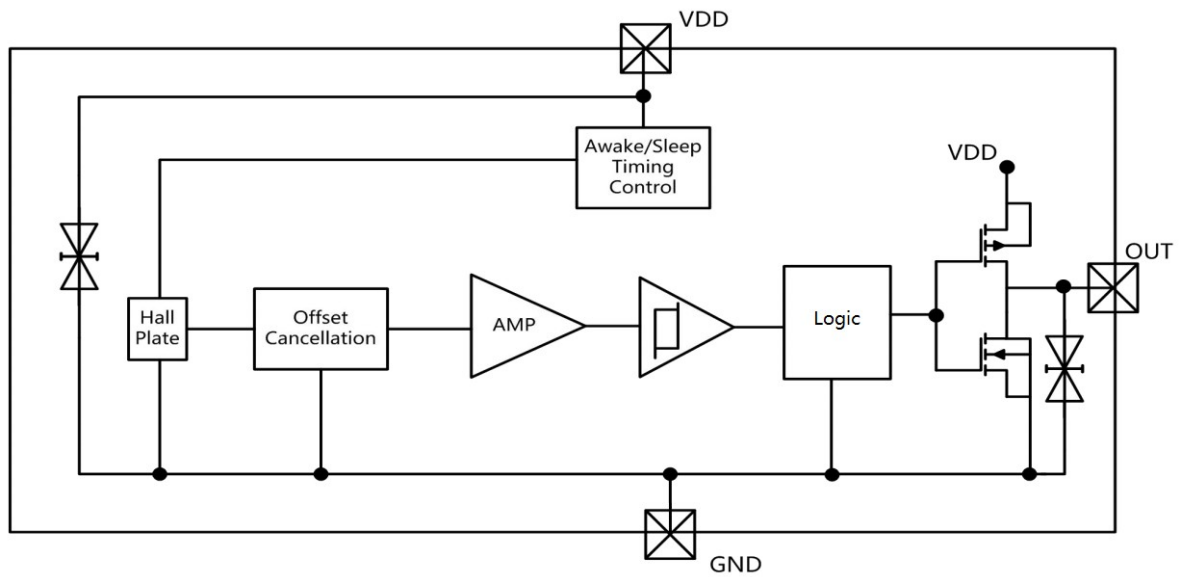 VDD
Awake/Sleep
Timing
Control
VDD
OUT
Hall
Plate
Offset
Cancellation
AMP
Logic
GND